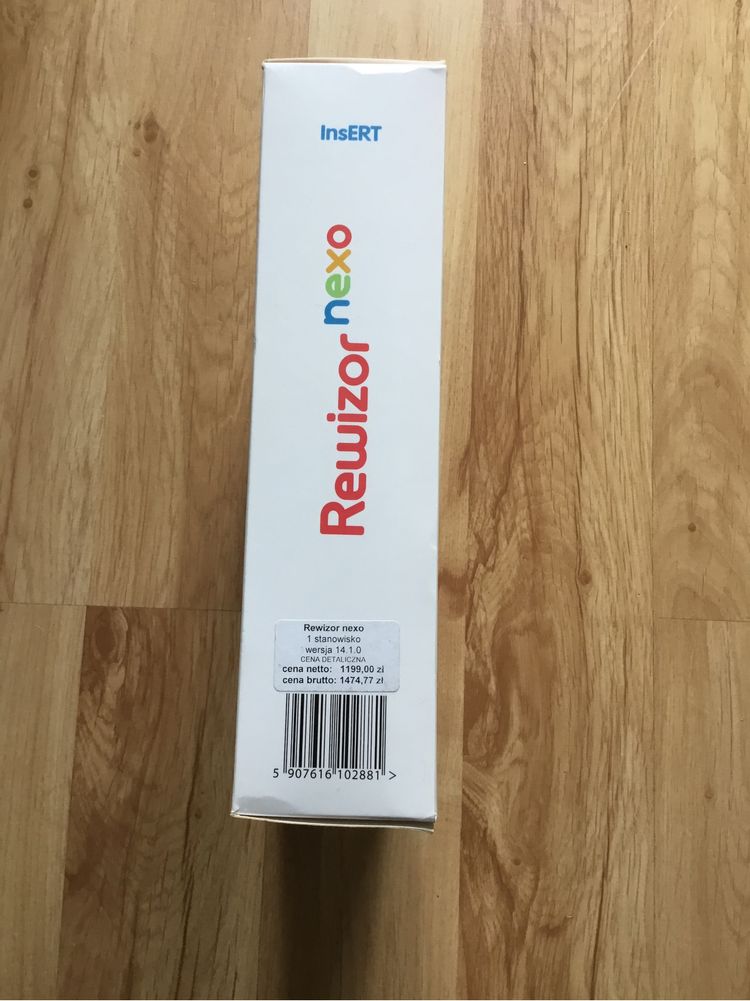 InsERT
Rewizor nexo
Rewizor nexo
1 stanowisko
wersja 14.1.0
CENA DETALICZNA
cena netto: 1199,00 zł
cena brutto: 1474,77 zł
5 907616 102881 >